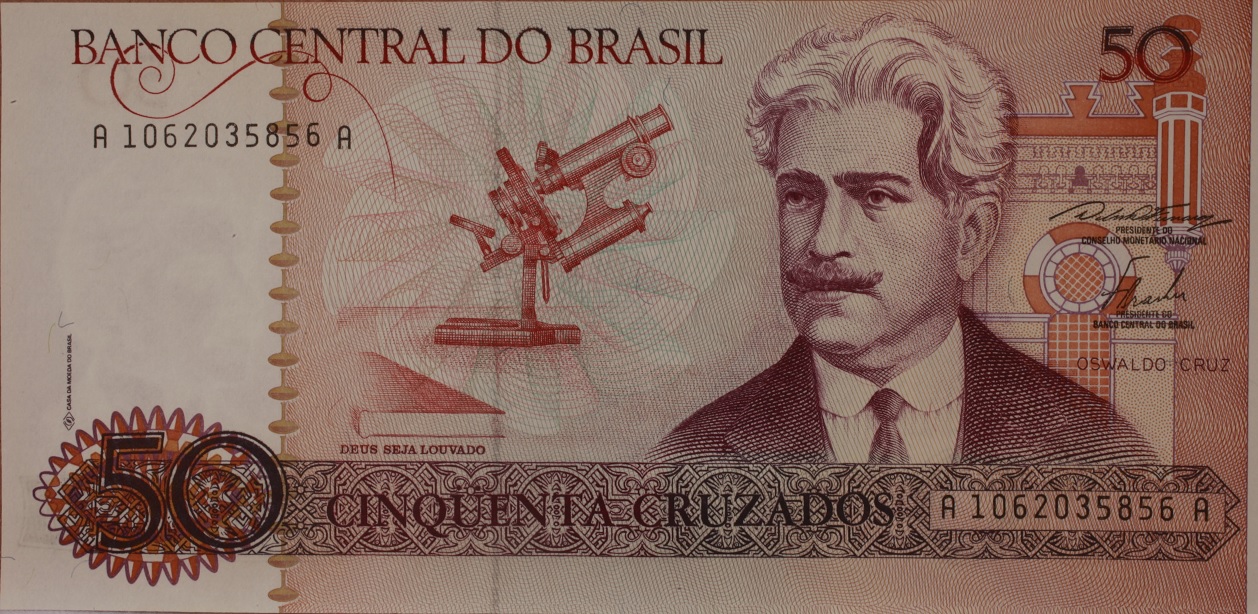 BANCO CENTRAL DO BRASIL
50
A 1062035856 A
PRESIDENTE DO
CONSELHO MONETÁRIO NACIONAL
PRESIDENTE DO
BANCO CENTRAL DO BRASIL
OSWALDO CRUZ
CASA DA MOEDA DO BRASIL
DEUS SEJA LOUVADO
50
CINQUENTA CRUZADOS
A 1062035856 A